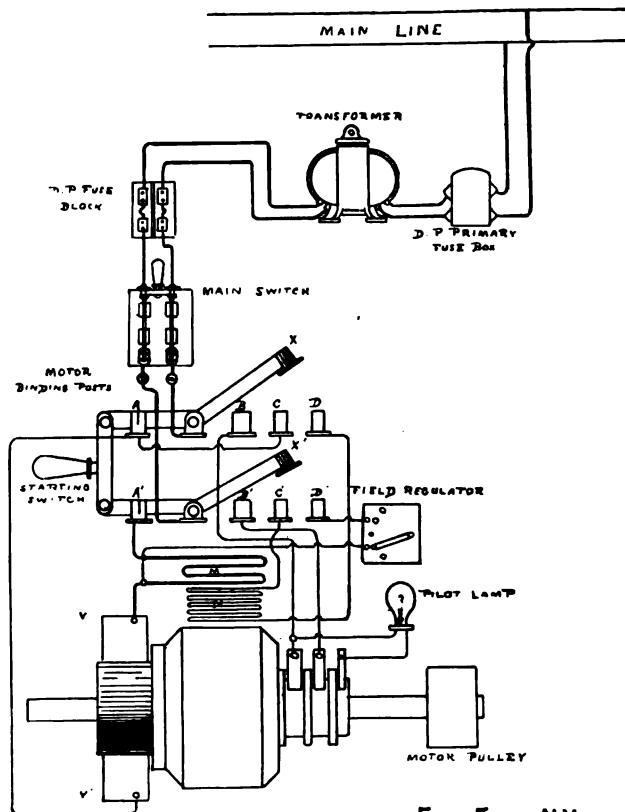 MAIN LINE
TRANSFORMER
D. P FUSE
BLOCK
D. P PRIMARY
FUSE BOX
MAIN SWITCH
X
MOTOR
BINDING POSTS
A
B
C
D
X'
STARTING
SWITCH
A'
B'
C'
D'
FIELD REGULATOR
M
PILOT LAMP
V
MOTOR PULLEY
V'